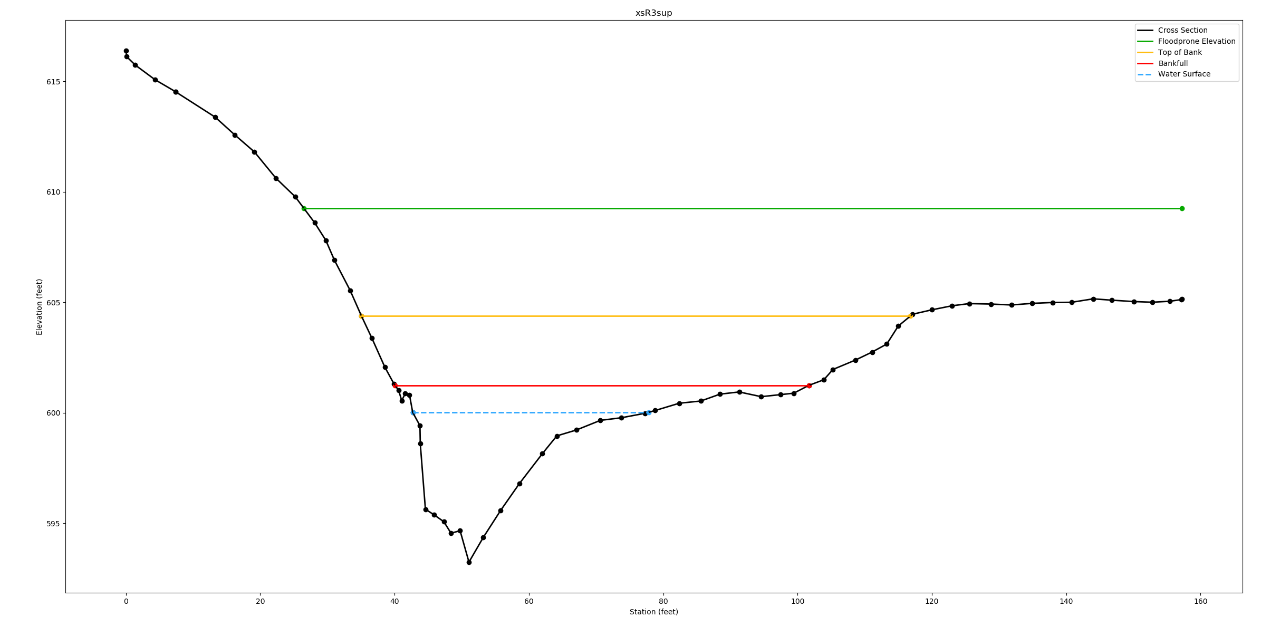 xsR3sup
Cross Section
Floodprone Elevation
Top of Bank
Bankfull
Water Surface
615
610
605
600
595
Elevation (feet)
0 20 40 60 80 100 120 140 160
Station (feet)